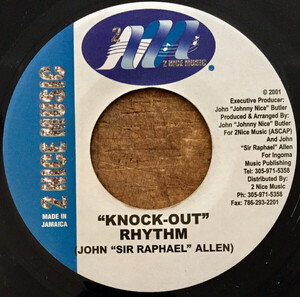 2
2 NICE MUSIC
2 NICE MUSIC
MADE IN
JAMAICA
© 2001
Executive Producer:
John "Johnny Nice" Butler
Produced & Arranged By:
John "Johnny Nice" Butler
For 2Nice Music (ASCAP)
And John
"Sir Raphael" Allen
For Ingoma
Music Publishing
Tel: 305-971-5358
Distributed By:
2 Nice Music
Tel: 305-971-5358
Fax: 786-293-2201
"KNOCK-OUT"
RHYTHM
(JOHN "SIR RAPHAEL" ALLEN)